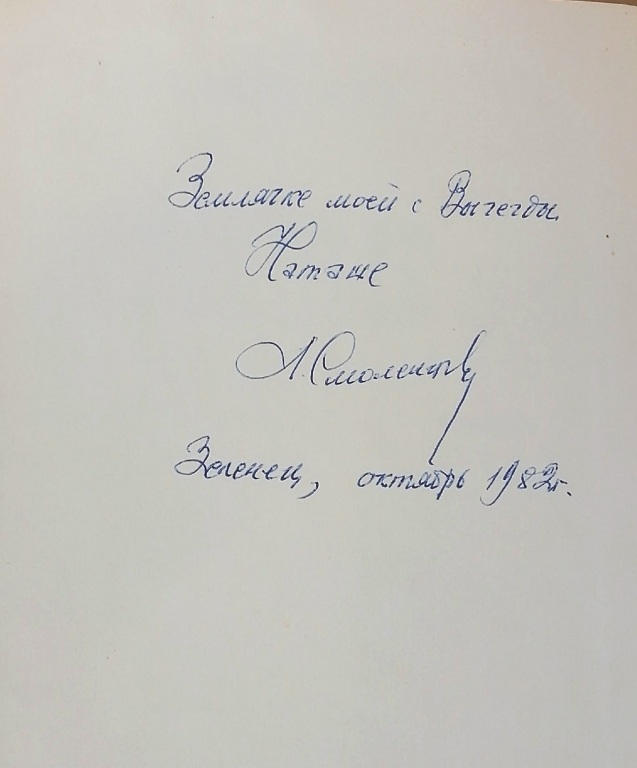 Землячке моей с Вычегды
Наташе
Л. Смоленцев
Зеленец, октябрь 1982г.